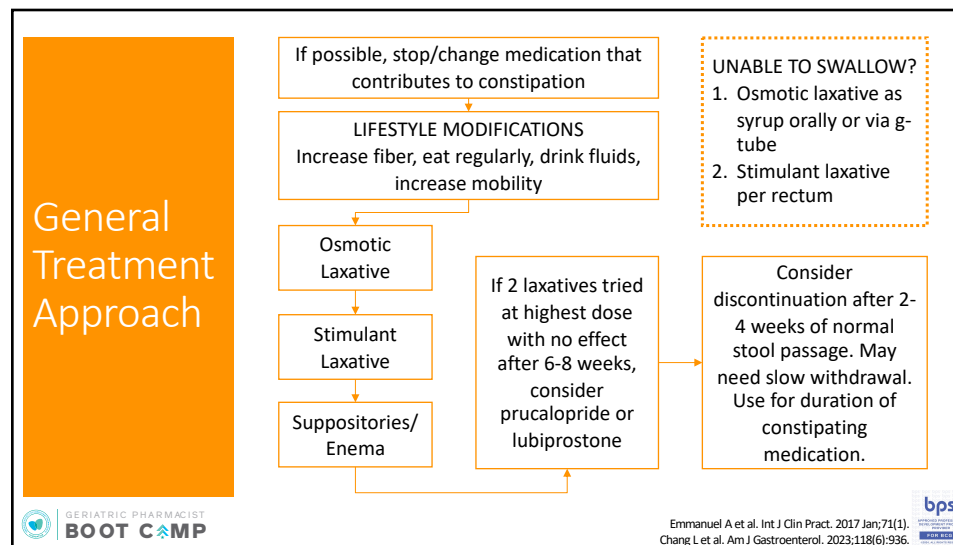 General
Treatment
Approach
If possible, stop/change medication that
contributes to constipation
LIFESTYLE MODIFICATIONS
Increase fiber, eat regularly, drink fluids,
increase mobility
Osmotic
Laxative
Stimulant
Laxative
Suppositories/
Enema
If 2 laxatives tried
at highest dose
with no effect
after 6-8 weeks,
consider
prucalopride or
lubiprostone
UNABLE TO SWALLOW?
1. Osmotic laxative as
syrup orally or via g-
tube
2. Stimulant laxative
per rectum
Consider
discontinuation after 2-
4 weeks of normal
stool passage. May
need slow withdrawal.
Use for duration of
constipating
medication.
GERIATRIC PHARMACIST
BOOT CAMP
Emmanuel A et al. Int J Clin Pract. 2017 Jan;71(1).
Chang L et al. Am J Gastroenterol. 2023;118(6):936.
bps